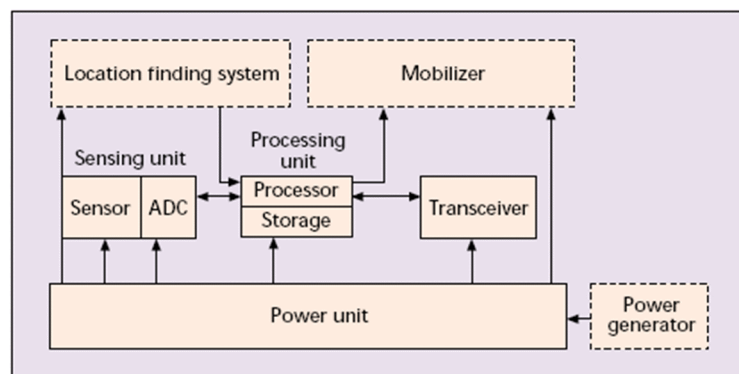 Location finding system
Mobilizer
Sensing unit
Processing
unit
Sensor
ADC
Processor
Storage
Transceiver
Power unit
Power
generator